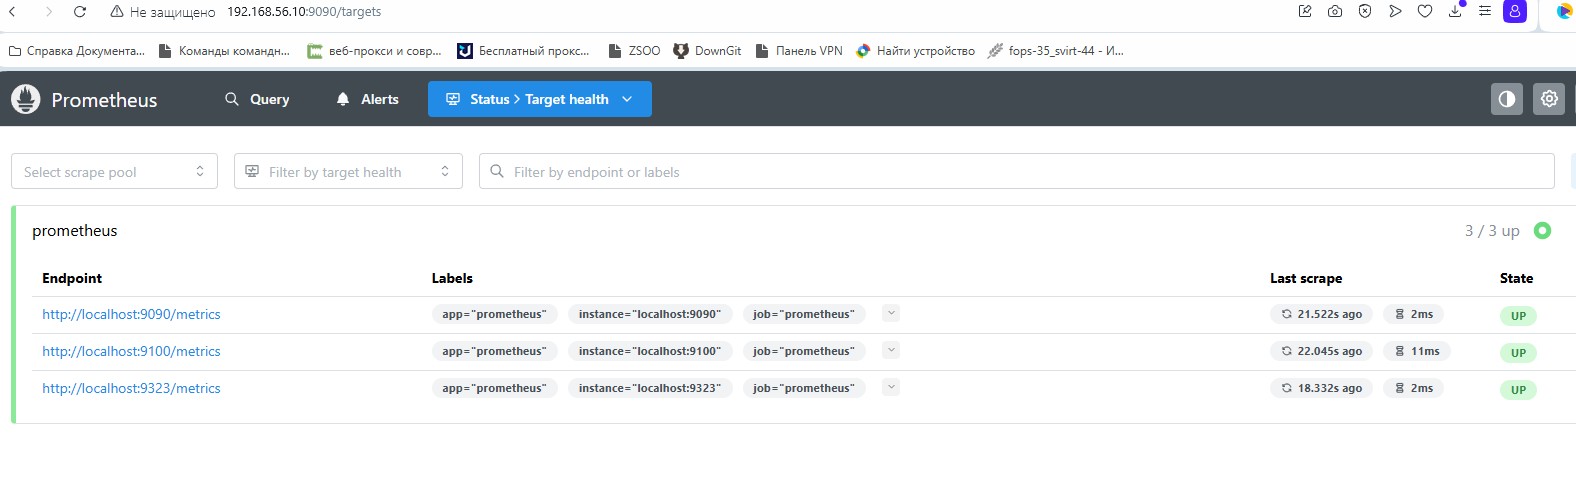 Не защищено 192.168.56.10:9090/targets
Справка Документа... Команды командн... веб-прокси и совр... Бесплатный прокс... ZSOO DownGit Панель VPN Найти устройство fops-35_svirt-44 - И...
Prometheus Query Alerts Status > Target health
Select scrape pool Filter by target health Filter by endpoint or labels
prometheus 3 / 3 up
Endpoint Labels Last scrape State
http://localhost:9090/metrics app="prometheus" instance="localhost:9090" job="prometheus" 21.522s ago 2ms UP
http://localhost:9100/metrics app="prometheus" instance="localhost:9100" job="prometheus" 22.045s ago 11ms UP
http://localhost:9323/metrics app="prometheus" instance="localhost:9323" job="prometheus" 18.332s ago 2ms UP